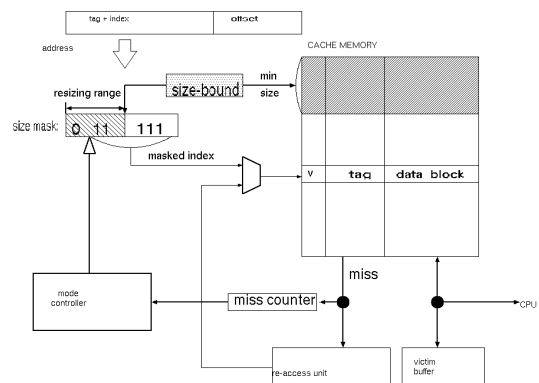 tag + index
offset
address
CACHE MEMORY
min
size
size-bound
resizing range
size mask:
0 11 111
masked index
v
tag
data block
miss
mode
controller
miss counter
CPU
re-access unit
victim
buffer